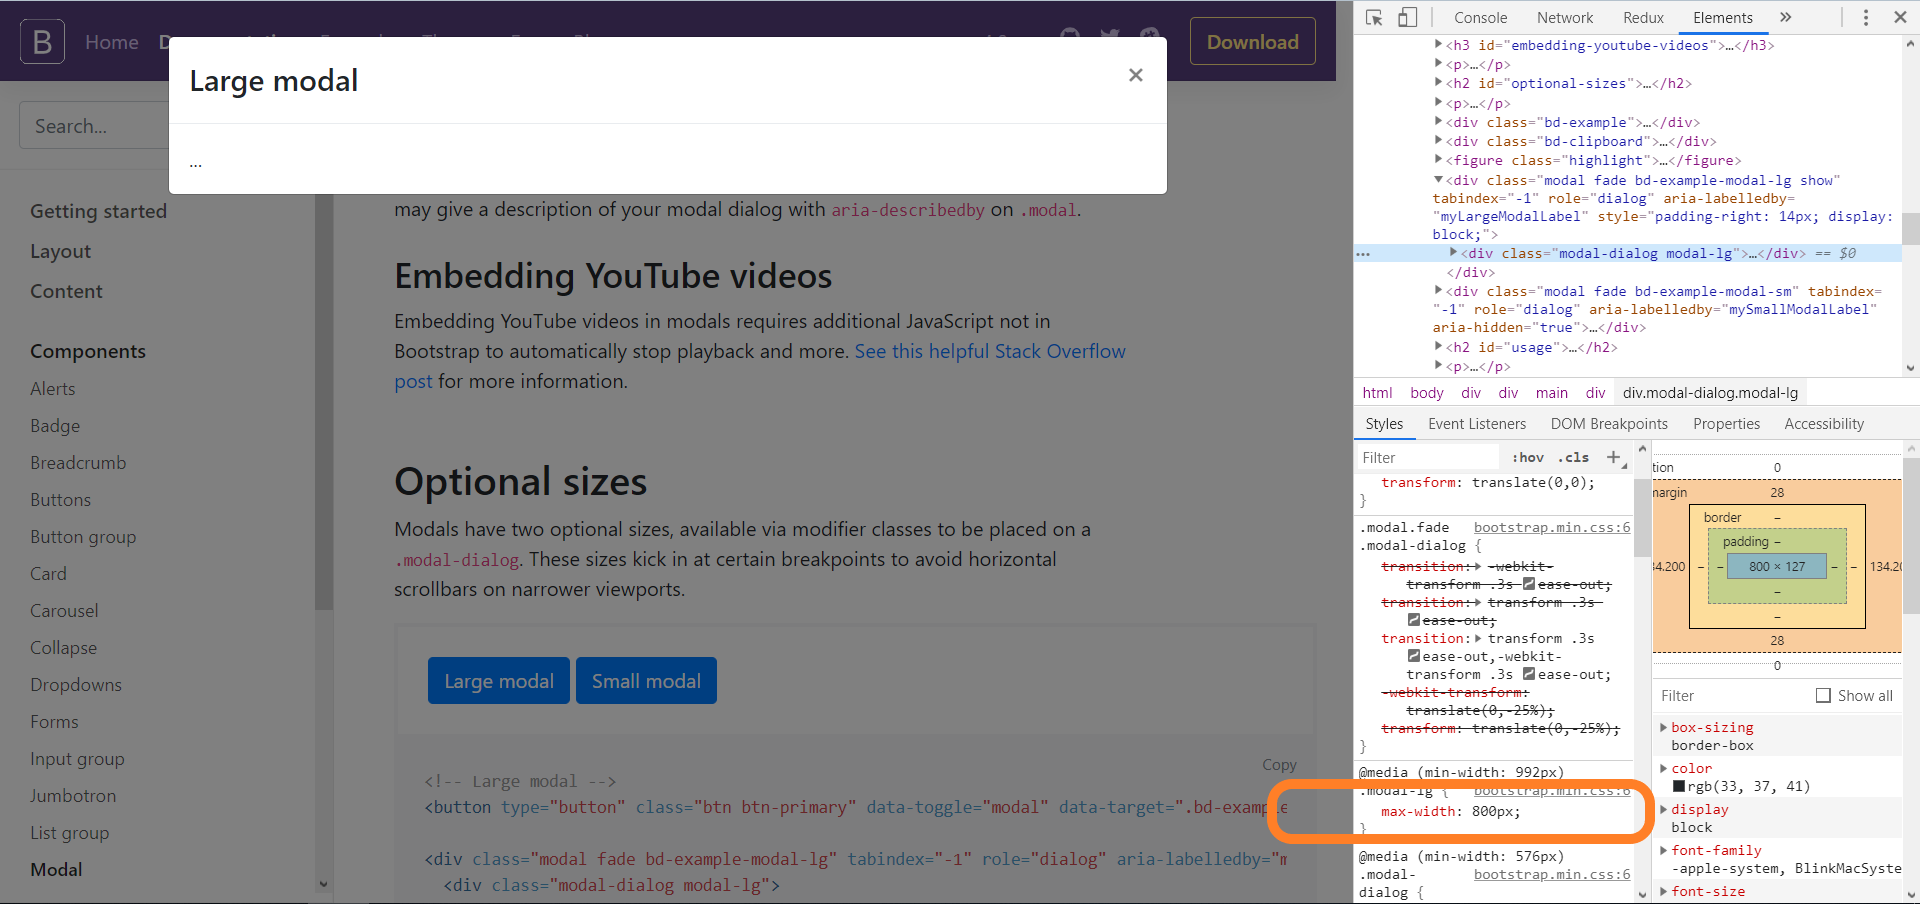 B
Home
Download
Large modal
×
Search...
...
may give a description of your modal dialog with aria-describedby on .modal.
Getting started
Layout
Content
Components
Alerts
Badge
Breadcrumb
Buttons
Button group
Card
Carousel
Collapse
Dropdowns
Forms
Input group
Jumbotron
List group
Modal
Embedding YouTube videos
Embedding YouTube videos in modals requires additional JavaScript not in
Bootstrap to automatically stop playback and more. See this helpful Stack Overflow
post for more information.
Optional sizes
Modals have two optional sizes, available via modifier classes to be placed on a
.modal-dialog. These sizes kick in at certain breakpoints to avoid horizontal
scrollbars on narrower viewports.
Large modal
Small modal
Copy
<!-- Large modal -->
<button type="button" class="btn btn-primary" data-toggle="modal" data-target=".bd-example
<div class="modal fade bd-example-modal-lg" tabindex="-1" role="dialog" aria-labelledby="m
<div class="modal-dialog modal-lg">
Console Network Redux Elements »
<h3 id="embedding-youtube-videos">…</h3>
<p>…</p>
<h2 id="optional-sizes">…</h2>
<p>…</p>
<div class="bd-example">…</div>
<div class="bd-clipboard">…</div>
<figure class="highlight">…</figure>
<div class="modal fade bd-example-modal-lg show"
tabindex="-1" role="dialog" aria-labelledby=
"myLargeModalLabel" style="padding-right: 14px; display:
block;">
<div class="modal-dialog modal-lg">…</div> == $0
</div>
<div class="modal fade bd-example-modal-sm" tabindex=
"-1" role="dialog" aria-labelledby="mySmallModalLabel"
aria-hidden="true">…</div>
<h2 id="usage">…</h2>
<p>…</p>
html body div div main div div.modal-dialog.modal-lg
Styles Event Listeners DOM Breakpoints Properties Accessibility
Filter :hov .cls +
transform: translate(0,0);
}
.modal.fade bootstrap.min.css:6
.modal-dialog {
transition: -webkit-
transform .3s ease-out;
transition: transform .3s
ease-out;
transition: transform .3s
ease-out,-webkit-
transform .3s ease-out;
-webkit-transform:
translate(0,-25%);
transform: translate(0,-25%);
}
@media (min-width: 992px)
.modal-lg { bootstrap.min.css:6
max-width: 800px;
}
@media (min-width: 576px)
.modal- bootstrap.min.css:6
dialog {
tion 0
margin 28
border –
padding –
34.200 – – 800 × 127 – – 134.20
–
–
28
0
Filter Show all
box-sizing
border-box
color
rgb(33, 37, 41)
display
block
font-family
-apple-system, BlinkMacSyste
font-size